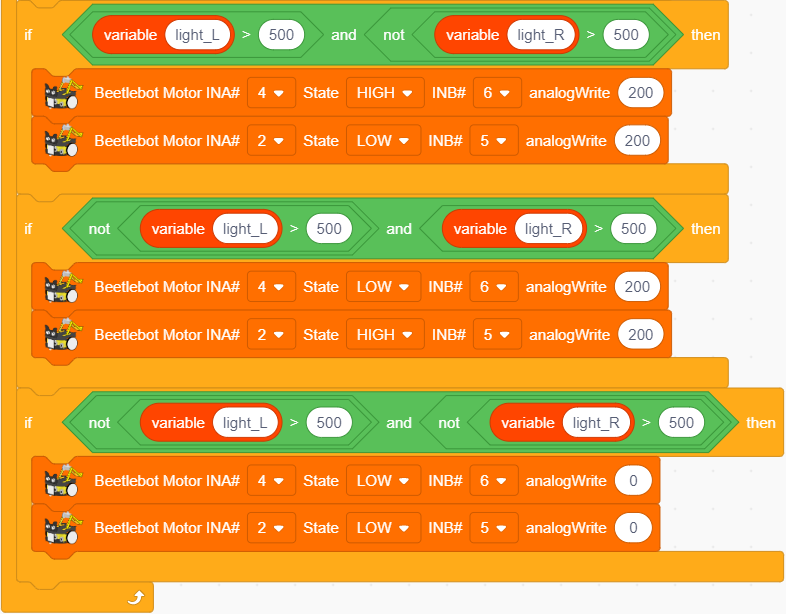 if variable light_L > 500 and not variable light_R > 500 then
Beetlebot Motor INA# 4 State HIGH INB# 6 analogWrite 200
Beetlebot Motor INA# 2 State LOW INB# 5 analogWrite 200
if not variable light_L > 500 and variable light_R > 500 then
Beetlebot Motor INA# 4 State LOW INB# 6 analogWrite 200
Beetlebot Motor INA# 2 State HIGH INB# 5 analogWrite 200
if not variable light_L > 500 and not variable light_R > 500 then
Beetlebot Motor INA# 4 State LOW INB# 6 analogWrite 0
Beetlebot Motor INA# 2 State LOW INB# 5 analogWrite 0